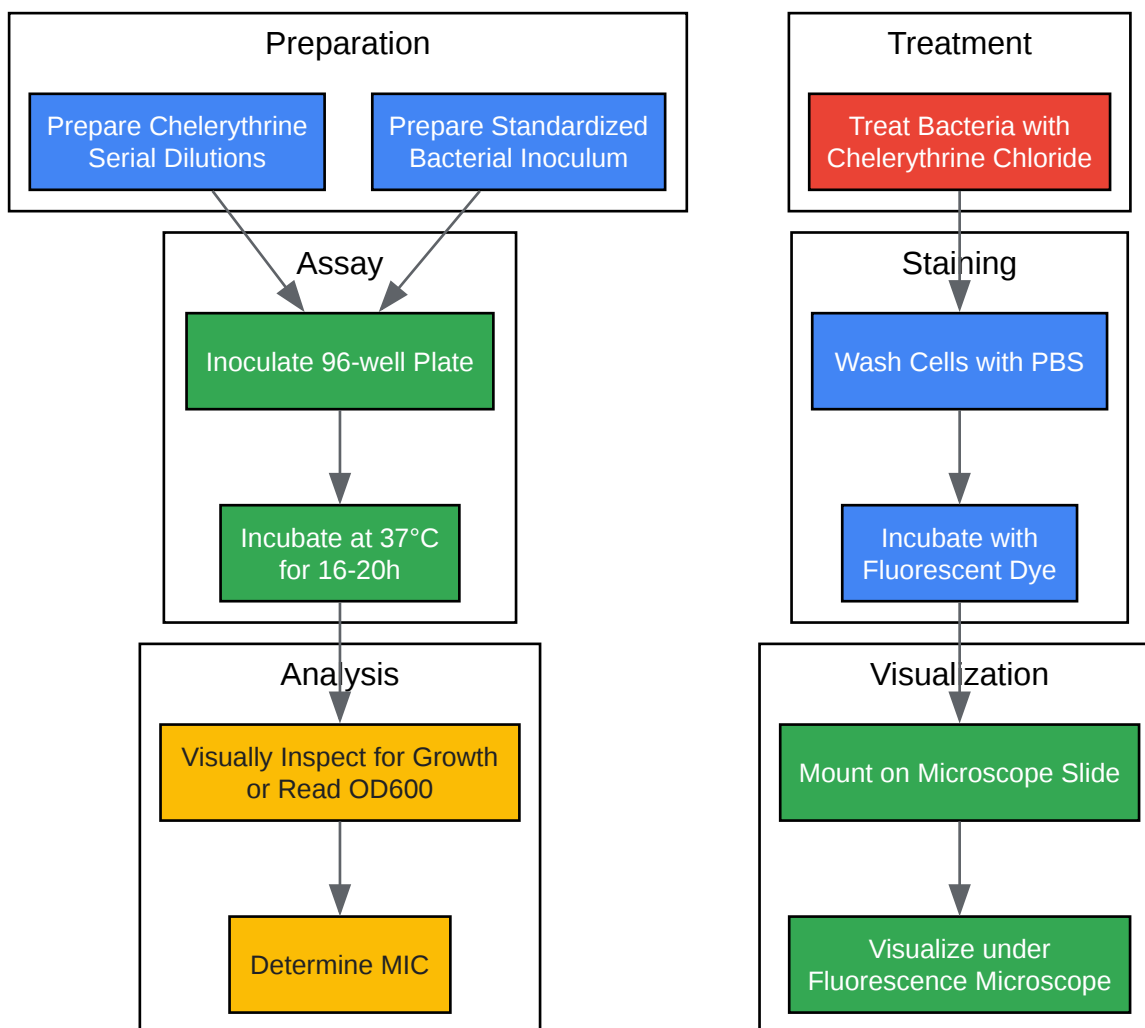 Preparation
Prepare Chelerythrine
Serial Dilutions
Prepare Standardized
Bacterial Inoculum
Assay
Inoculate 96-well Plate
Incubate at 37°C
for 16-20h
Analysis
Visually Inspect for Growth
or Read OD600
Determine MIC
Treatment
Treat Bacteria with
Chelerythrine Chloride
Staining
Wash Cells with PBS
Incubate with
Fluorescent Dye
Visualization
Mount on Microscope Slide
Visualize under
Fluorescence Microscope